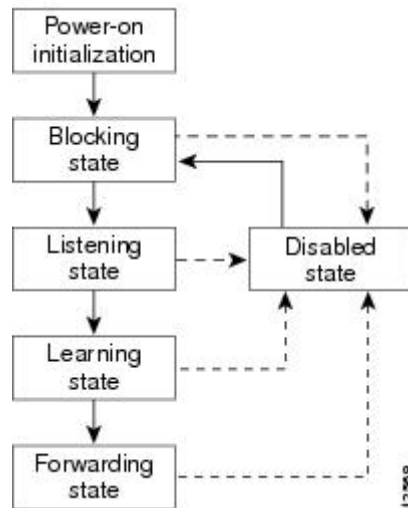 Power-on
initialization
Blocking
state
Listening
state
Disabled
state
Learning
state
Forwarding
state